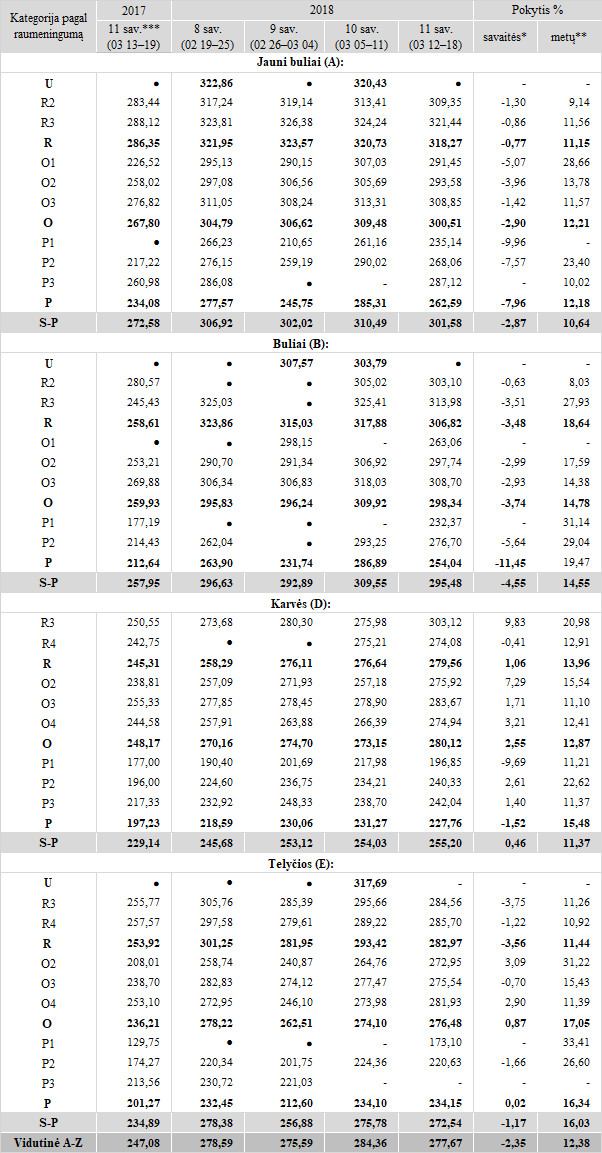 Kategorija pagal raumeningumą 2017 2018 Pokytis %
11 sav.*** (03 13–19) 8 sav. (02 19–25) 9 sav. (02 26–03 04) 10 sav. (03 05–11) 11 sav. (03 12–18) savaitės* metų**
Jauni buliai (A):
U ● 322,86 ● 320,43 ● - -
R2 283,44 317,24 319,14 313,41 309,35 -1,30 9,14
R3 288,12 323,81 326,38 324,24 321,44 -0,86 11,56
R 286,35 321,95 323,57 320,73 318,27 -0,77 11,15
O1 226,52 295,13 290,15 307,03 291,45 -5,07 28,66
O2 258,02 297,08 306,56 305,69 293,58 -3,96 13,78
O3 276,82 311,05 308,24 313,31 308,85 -1,42 11,57
O 267,80 304,79 306,62 309,48 300,51 -2,90 12,21
P1 ● 266,23 210,65 261,16 235,14 -9,96 -
P2 217,22 276,15 259,19 290,02 268,06 -7,57 23,40
P3 260,98 286,08 ● - 287,12 - 10,02
P 234,08 277,57 245,75 285,31 262,59 -7,96 12,18
S-P 272,58 306,92 302,02 310,49 301,58 -2,87 10,64
Buliai (B):
U ● ● 307,57 303,79 ● - -
R2 280,57 ● ● 305,02 303,10 -0,63 8,03
R3 245,43 325,03 ● 325,41 313,98 -3,51 27,93
R 258,61 323,86 315,03 317,88 306,82 -3,48 18,64
O1 ● ● 298,15 - 263,06 - -
O2 253,21 290,70 291,34 306,92 297,74 -2,99 17,59
O3 269,88 306,34 306,83 318,03 308,70 -2,93 14,38
O 259,93 295,83 296,24 309,92 298,34 -3,74 14,78
P1 177,19 ● ● - 232,37 - 31,14
P2 214,43 262,04 ● 293,25 276,70 -5,64 29,04
P 212,64 263,90 231,74 286,89 254,04 -11,45 19,47
S-P 257,95 296,63 292,89 309,55 295,48 -4,55 14,55
Karvės (D):
R3 250,55 273,68 280,30 275,98 303,12 9,83 20,98
R4 242,75 ● ● 275,21 274,08 -0,41 12,91
R 245,31 258,29 276,11 276,64 279,56 1,06 13,96
O2 238,81 257,09 271,93 257,18 275,92 7,29 15,54
O3 255,33 277,85 278,45 278,90 283,67 1,71 11,10
O4 244,58 257,91 263,88 266,39 274,94 3,21 12,41
O 248,17 270,16 274,70 273,15 280,12 2,55 12,87
P1 177,00 190,40 201,69 217,98 196,85 -9,69 11,21
P2 196,00 224,60 236,75 234,21 240,33 2,61 22,62
P3 217,33 232,92 248,33 238,70 242,04 1,40 11,37
P 197,23 218,59 230,06 231,27 227,76 -1,52 15,48
S-P 229,14 245,68 253,12 254,03 255,20 0,46 11,37
Telyčios (E):
U ● ● ● 317,69 - - -
R3 255,77 305,76 285,39 295,66 284,56 -3,75 11,26
R4 257,57 297,58 279,61 289,22 285,70 -1,22 10,92
R 253,92 301,25 281,95 293,42 282,97 -3,56 11,44
O2 208,01 258,74 240,87 264,76 272,95 3,09 31,22
O3 238,70 282,83 274,12 277,47 275,54 -0,70 15,43
O4 253,10 272,95 246,10 273,98 281,93 2,90 11,39
O 236,21 278,22 262,51 274,10 276,48 0,87 17,05
P1 129,75 ● ● - 173,10 - 33,41
P2 174,27 220,34 201,75 224,36 220,63 -1,66 26,60
P3 213,56 230,72 221,03 - - - -
P 201,27 232,45 212,60 234,10 234,15 0,02 16,34
S-P 234,89 278,38 256,88 275,78 272,54 -1,17 16,03
Vidutinė A-Z 247,08 278,59 275,59 284,36 277,67 -2,35 12,38